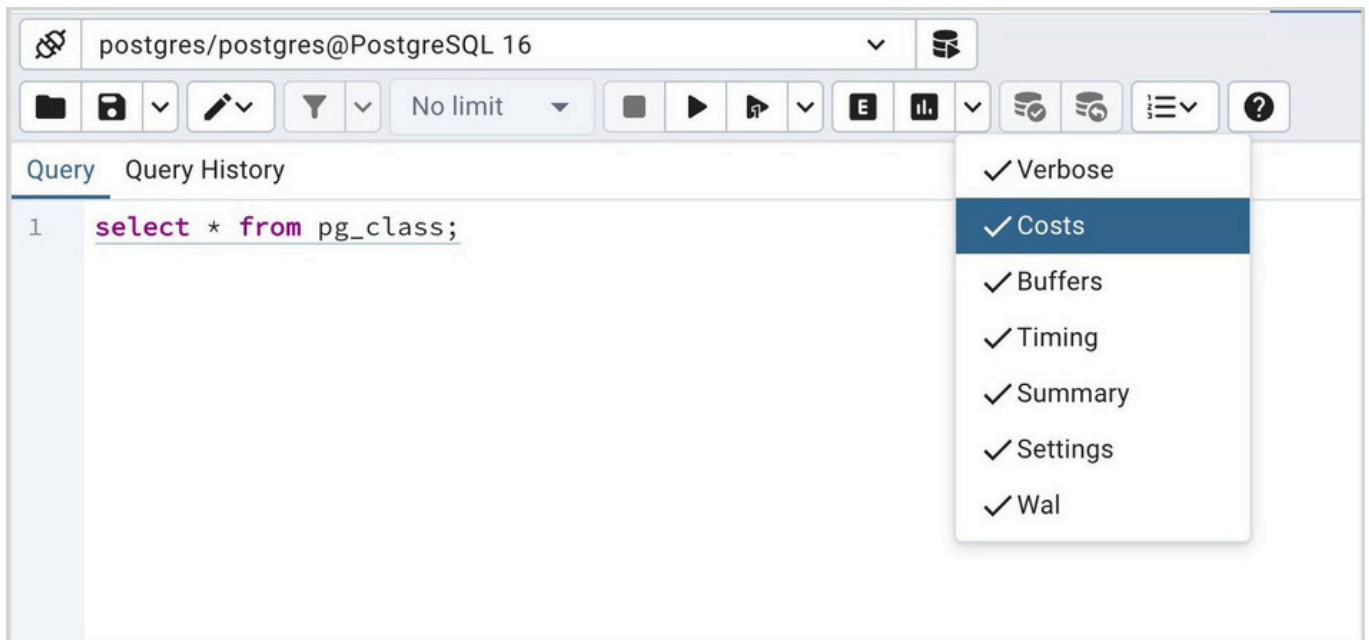 postgres/postgres@PostgreSQL 16
No limit
E
Query Query History
1 select * from pg_class;
Verbose
Costs
Buffers
Timing
Summary
Settings
Wal